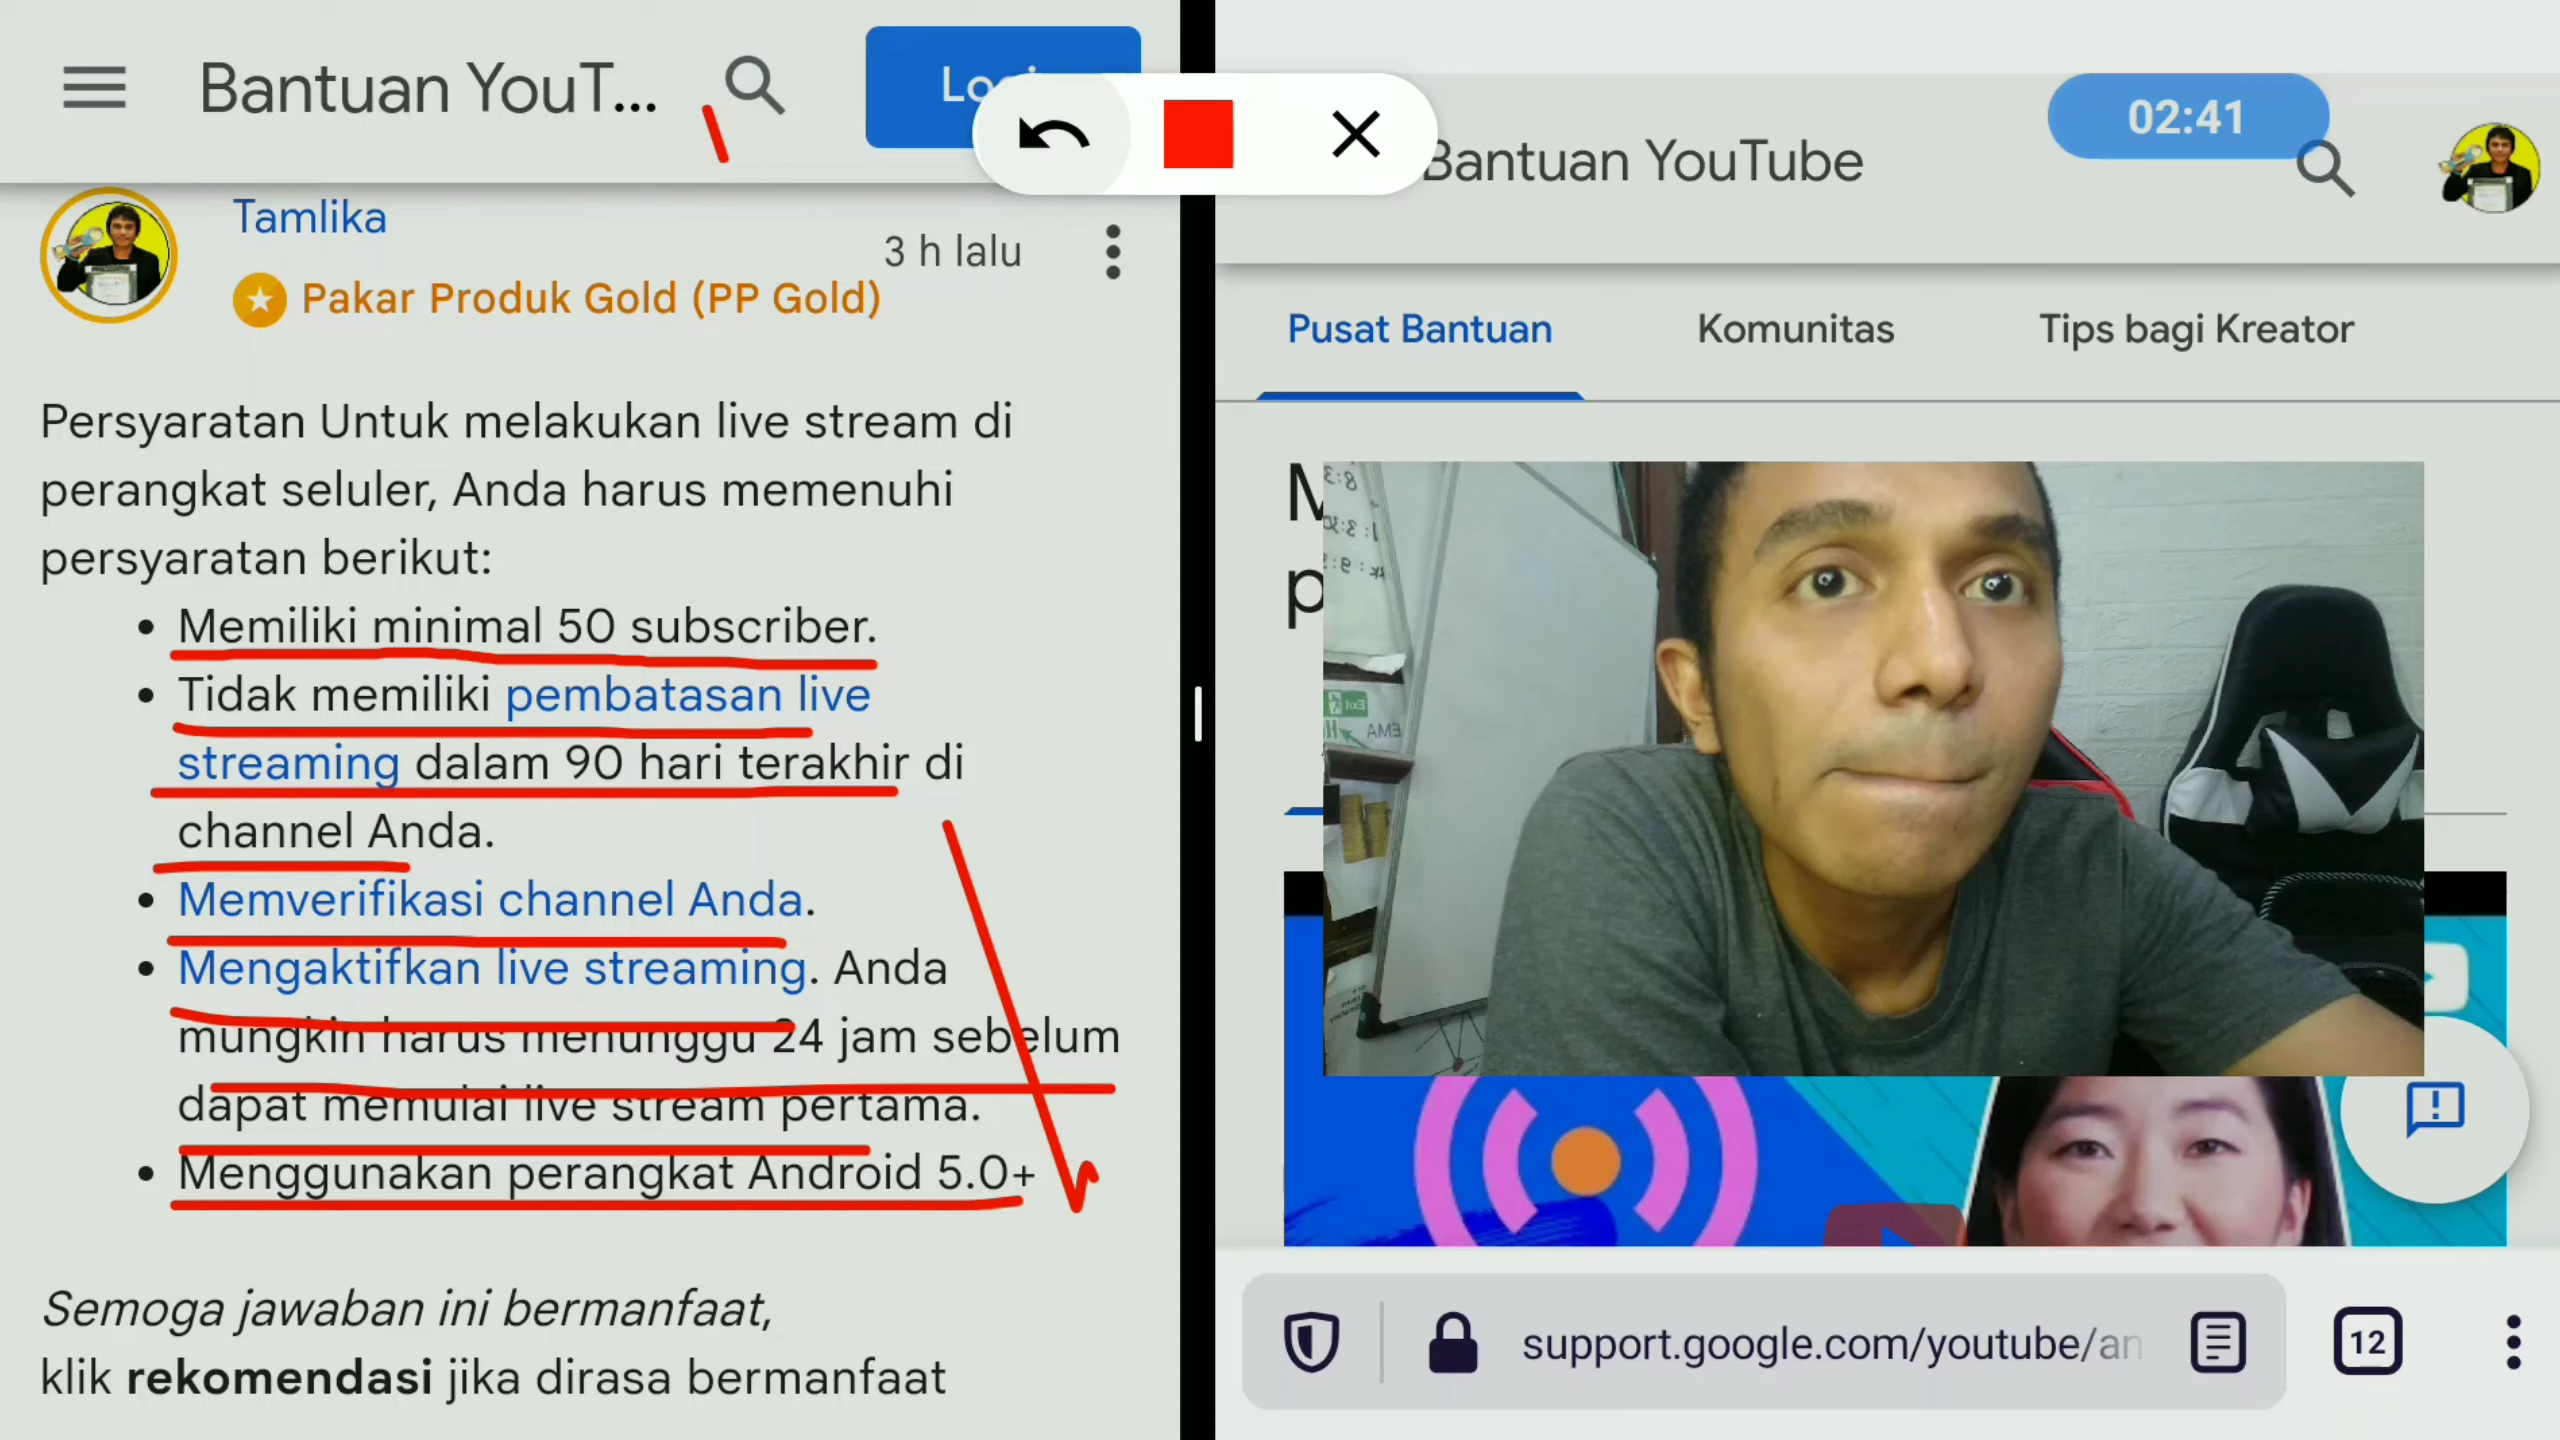 Bantuan YouT...
Tamlika
3 h lalu
Pakar Produk Gold (PP Gold)
Persyaratan Untuk melakukan live stream di
perangkat seluler, Anda harus memenuhi
persyaratan berikut:
• Memiliki minimal 50 subscriber.
• Tidak memiliki pembatasan live
streaming dalam 90 hari terakhir di
channel Anda.
• Memverifikasi channel Anda.
• Mengaktifkan live streaming. Anda
mungkin harus menunggu 24 jam sebelum
dapat memulai live stream pertama.
• Menggunakan perangkat Android 5.0+
Semoga jawaban ini bermanfaat,
klik rekomendasi jika dirasa bermanfaat
02:41
Bantuan YouTube
Pusat Bantuan
Komunitas
Tips bagi Kreator
Exit
EMA
support.google.com/youtube/an
12